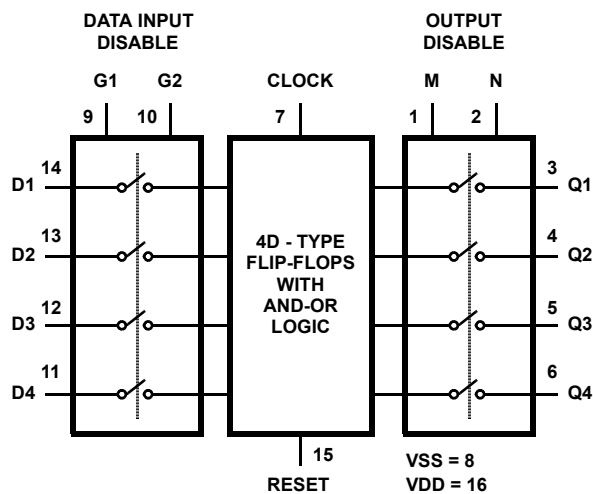 DATA INPUT
DISABLE
OUTPUT
DISABLE
G1 G2 CLOCK M N
9 10 7 1 2
D1 14
3 Q1
D2 13
4 Q2
D3 12
5 Q3
D4 11
6 Q4
4D - TYPE
FLIP-FLOPS
WITH
AND-OR
LOGIC
15
RESET
VSS = 8
VDD = 16